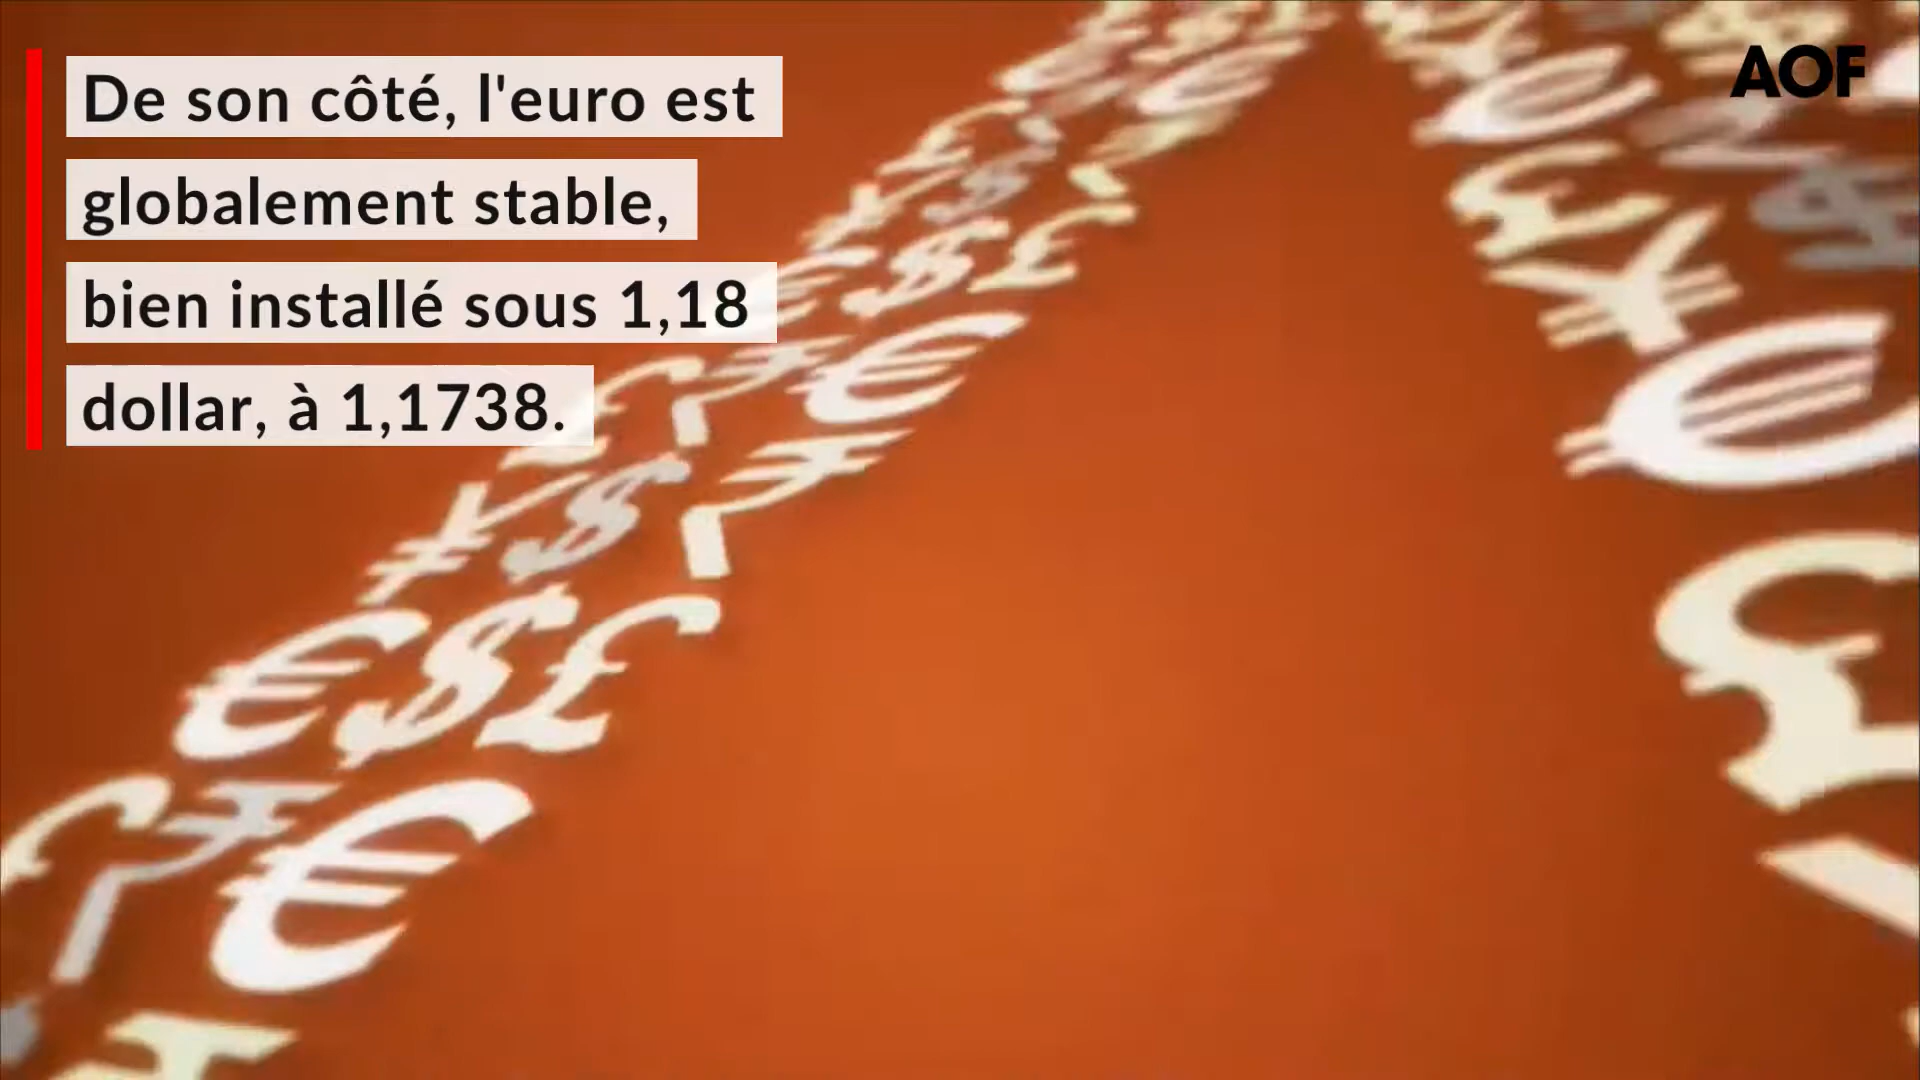 De son côté, l'euro est
globalement stable,
bien installé sous 1,18
dollar, à 1,1738.
AOF